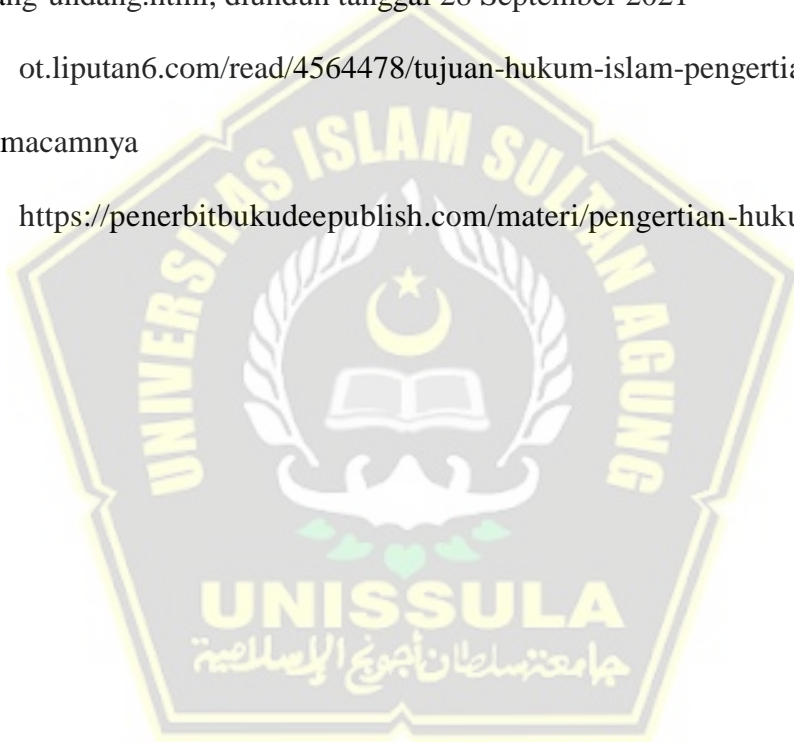 ang-undang.html, diunduh tanggal 28 September 2021
ot.liputan6.com/read/4564478/tujuan-hukum-islam-pengertia
macamnya
https://penerbitbukudeepublish.com/materi/pengertian-huku
UNIVERSITAS ISLAM SULTAN AGUNG
UNISSULA
جامعة سلطان أجونج الإسلامية